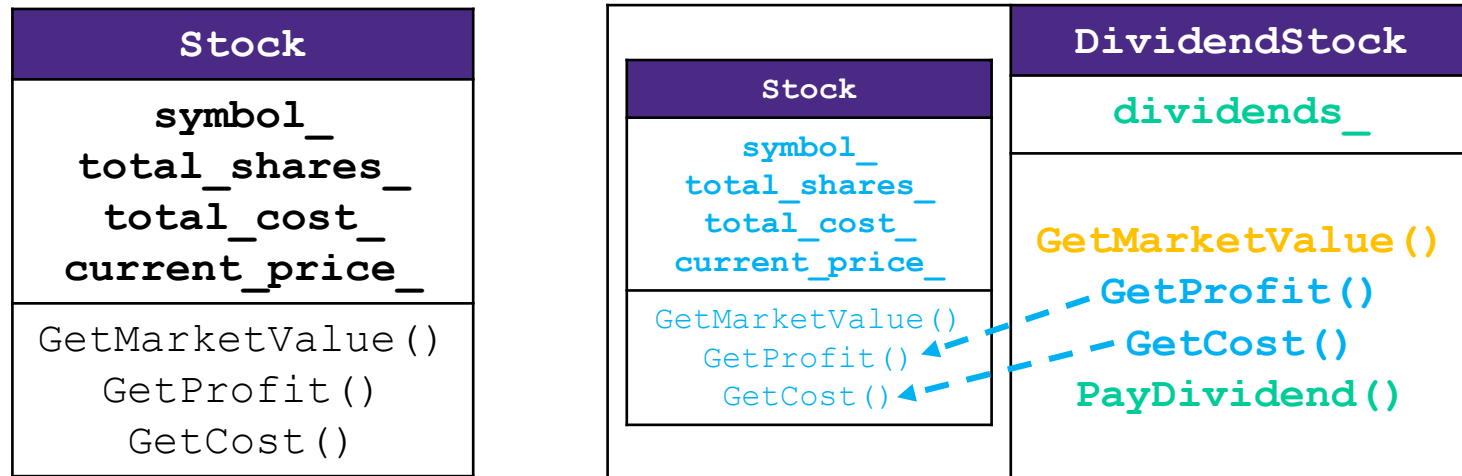 Stock
symbol_
total_shares_
total_cost_
current_price_
GetMarketValue()
GetProfit()
GetCost()
Stock
symbol_
total_shares_
total_cost_
current_price_
GetMarketValue()
GetProfit()
GetCost()
DividendStock
dividends_
GetMarketValue()
GetProfit()
GetCost()
PayDividend()